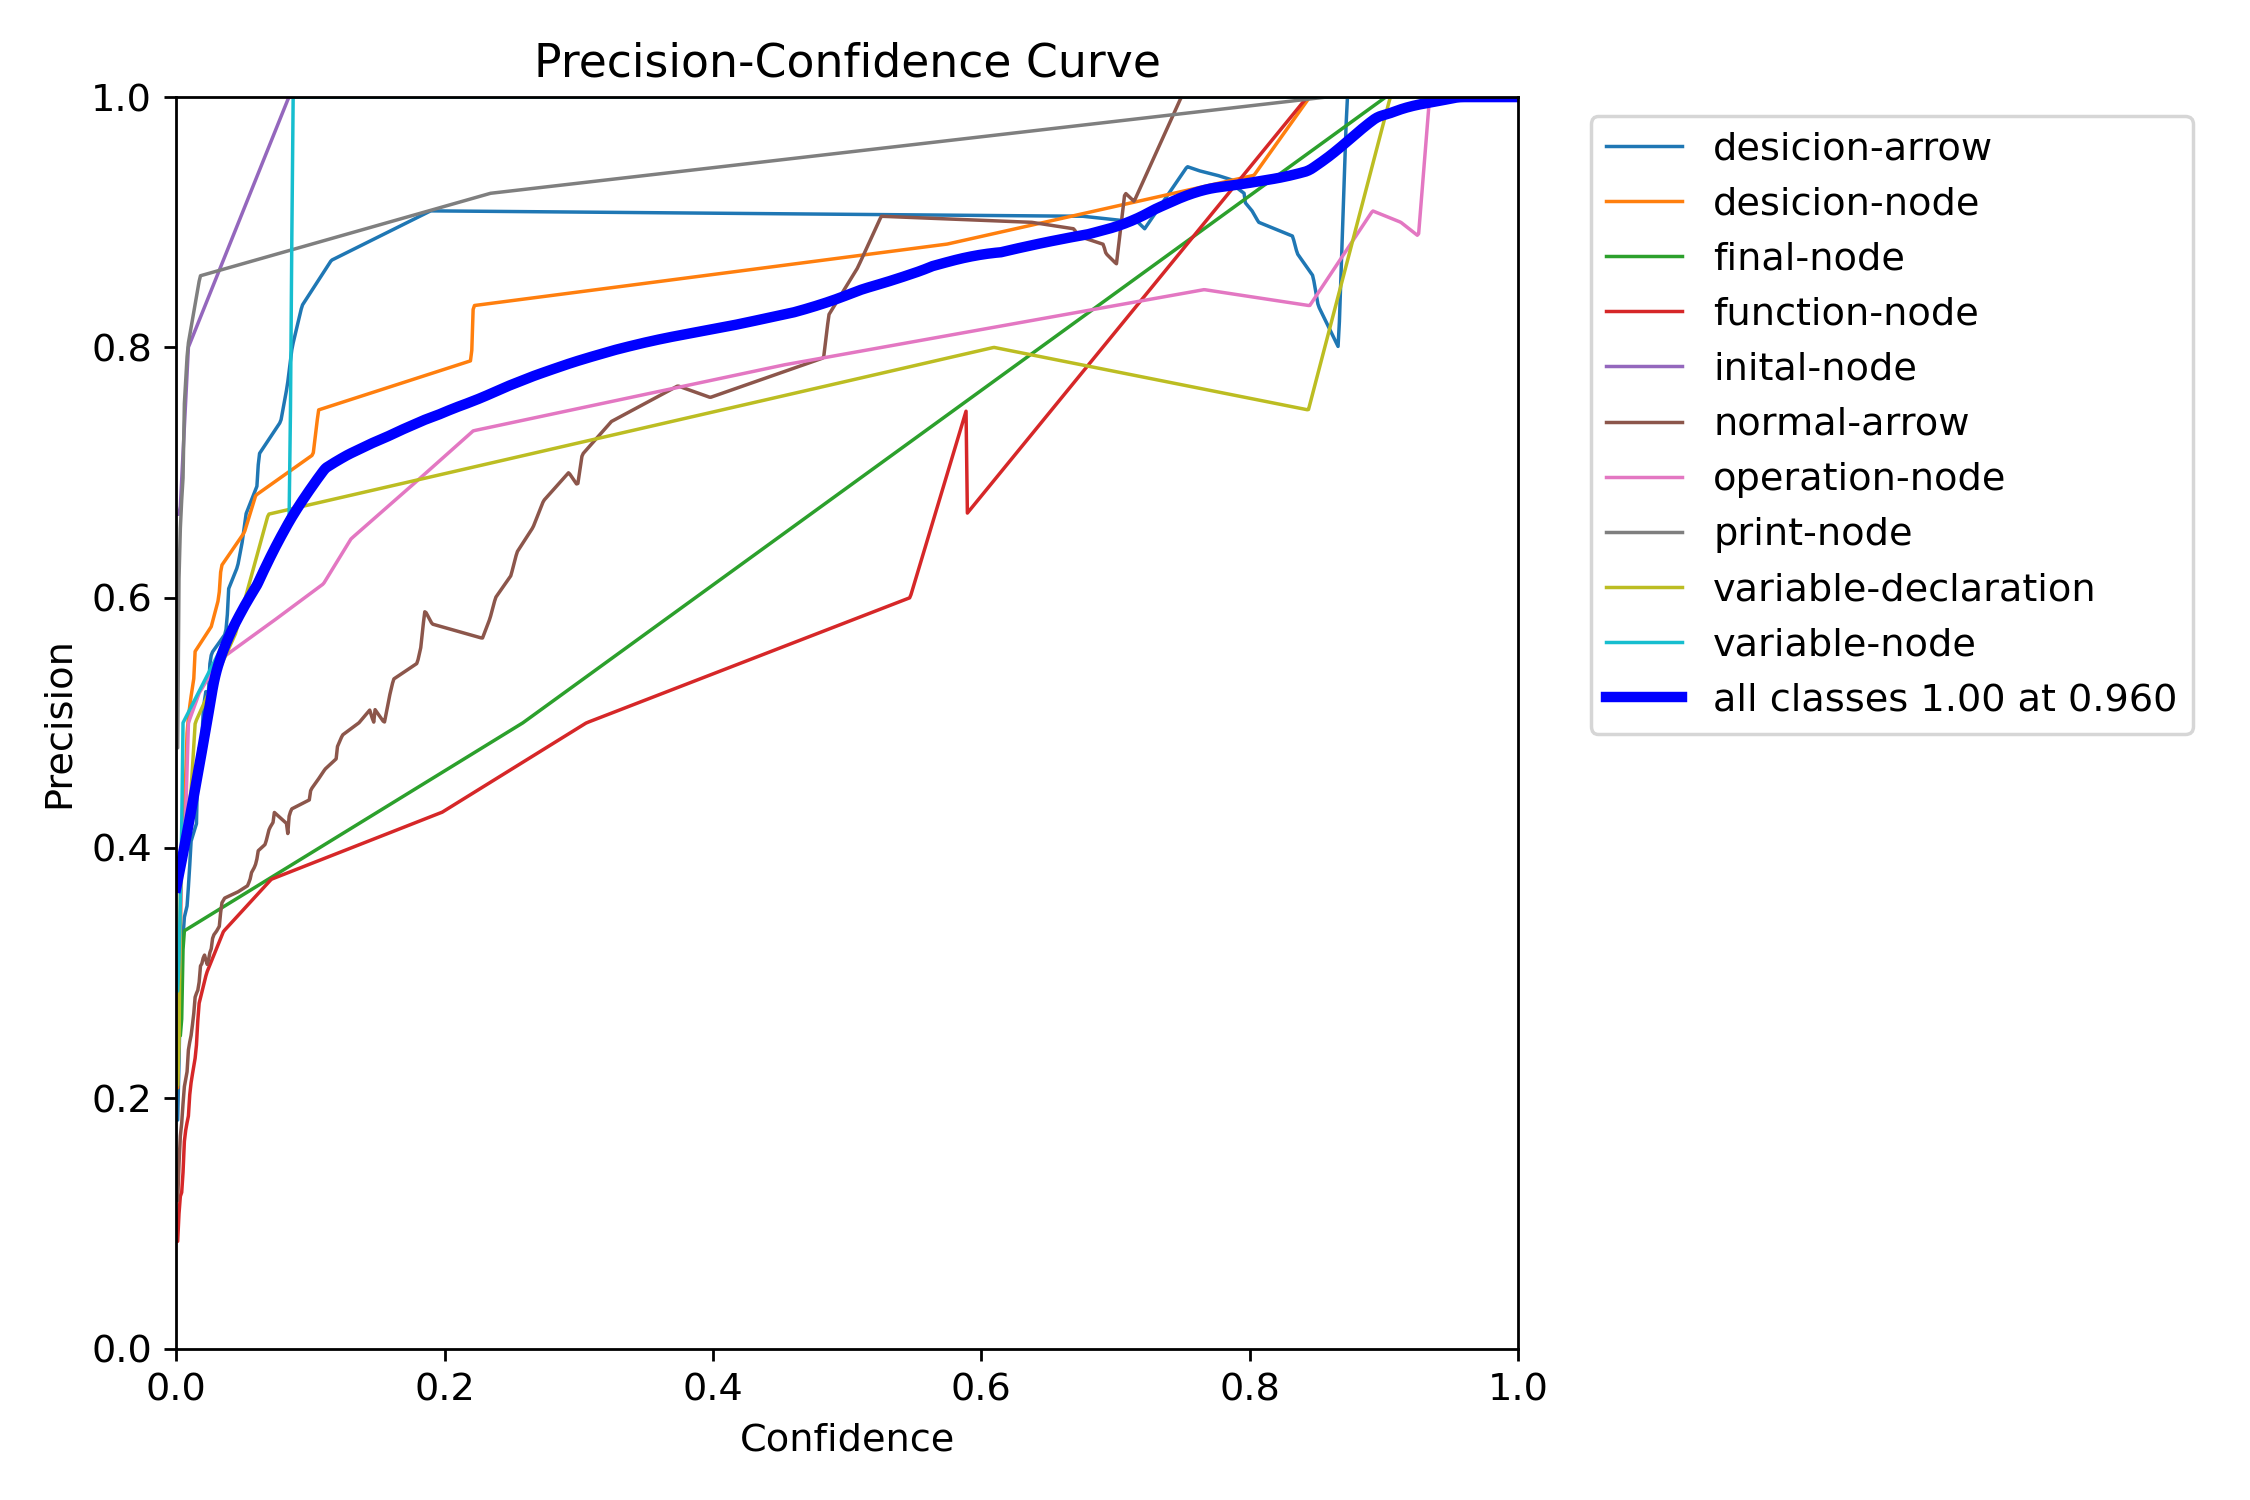 Precision-Confidence Curve
1.0
0.8
0.6
0.4
0.2
0.0
Precision
0.0 0.2 0.4 0.6 0.8 1.0
Confidence
desicion-arrow
desicion-node
final-node
function-node
inital-node
normal-arrow
operation-node
print-node
variable-declaration
variable-node
all classes 1.00 at 0.960